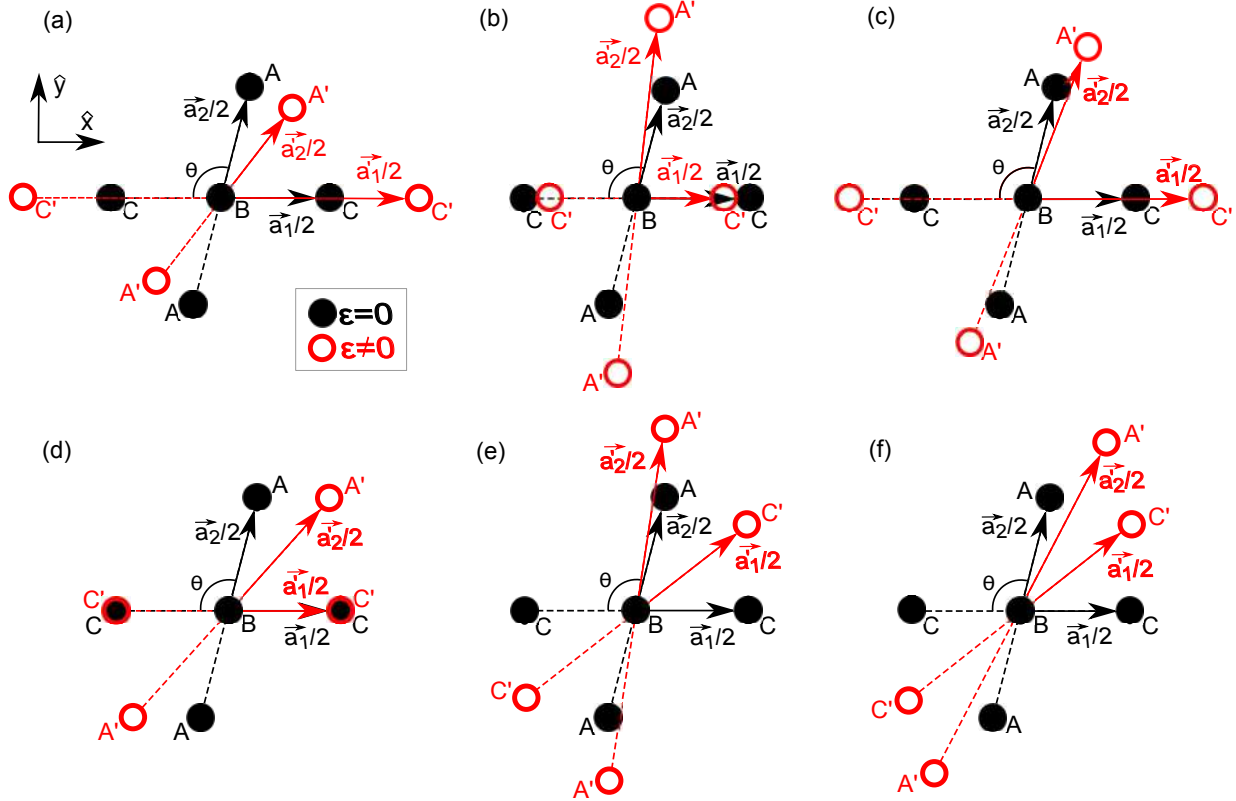 (a)
ŷ
x̂
A
A'
a⃗₂/2
a⃗'₂/2
θ
a⃗'₁/2
C'
C
B
C
C'
a⃗₁/2
A'
A
ε=0
ε≠0
(b)
A'
a⃗'₂/2
A
a⃗₂/2
θ
a⃗'₁/2
a⃗₁/2
C
C'
B
C'
C
A
A'
(c)
A'
A
a⃗₂/2
a⃗'₂/2
θ
a⃗'₁/2
C'
C
B
C
C'
a⃗₁/2
A
A'
(d)
A
A'
a⃗₂/2
a⃗'₂/2
θ
a⃗'₁/2
C'
C'
C
B
C
a⃗₁/2
A'
A
(e)
A'
a⃗'₂/2
A
C'
a⃗₂/2
a⃗'₁/2
θ
C
B
C
a⃗₁/2
C'
A
A'
(f)
A'
a⃗'₂/2
A
C'
a⃗₂/2
a⃗'₁/2
θ
C
B
C
a⃗₁/2
C'
A
A'